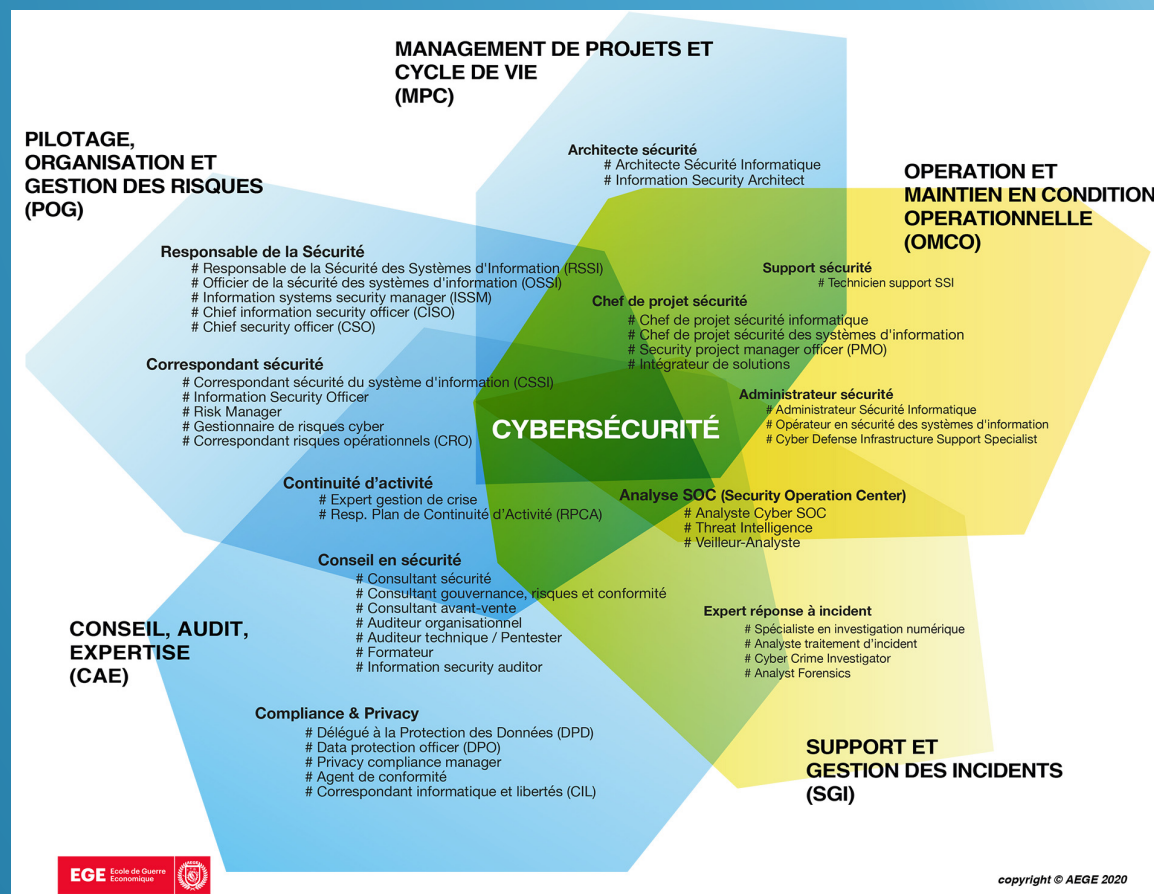 MANAGEMENT DE PROJETS ET
CYCLE DE VIE
(MPC)
PILOTAGE,
ORGANISATION ET
GESTION DES RISQUES
(POG)
Architecte sécurité
# Architecte Sécurité Informatique
# Information Security Architect
OPERATION ET
MAINTIEN EN CONDITION
OPERATIONNELLE
(OMCO)
Responsable de la Sécurité
# Responsable de la Sécurité des Systèmes d'Information (RSSI)
# Officier de la sécurité des systèmes d'information (OSSI)
# Information systems security manager (ISSM)
# Chief information security officer (CISO)
# Chief security officer (CSO)
Support sécurité
# Technicien support SSI
Chef de projet sécurité
# Chef de projet sécurité informatique
# Chef de projet sécurité des systèmes d'information
# Security project manager officer (PMO)
# Intégrateur de solutions
Correspondant sécurité
# Correspondant sécurité du système d'information (CSSI)
# Information Security Officer
# Risk Manager
# Gestionnaire de risques cyber
# Correspondant risques opérationnels (CRO)
Administrateur sécurité
# Administrateur Sécurité Informatique
# Opérateur en sécurité des systèmes d'information
# Cyber Defense Infrastructure Support Specialist
CYBERSÉCURITÉ
Continuité d'activité
# Expert gestion de crise
# Resp. Plan de Continuité d'Activité (RPCA)
Analyse SOC (Security Operation Center)
# Analyste Cyber SOC
# Threat Intelligence
# Veilleur-Analyste
Conseil en sécurité
# Consultant sécurité
# Consultant gouvernance, risques et conformité
# Consultant avant-vente
# Auditeur organisationnel
# Auditeur technique / Pentester
# Formateur
# Information security auditor
Expert réponse à incident
# Spécialiste en investigation numérique
# Analyste traitement d'incident
# Cyber Crime Investigator
# Analyst Forensics
CONSEIL, AUDIT,
EXPERTISE
(CAE)
Compliance & Privacy
# Délégué à la Protection des Données (DPD)
# Data protection officer (DPO)
# Privacy compliance manager
# Agent de conformité
# Correspondant informatique et libertés (CIL)
SUPPORT ET
GESTION DES INCIDENTS
(SGI)
EGE Ecole de Guerre
Economique
AEGE
copyright © AEGE 2020